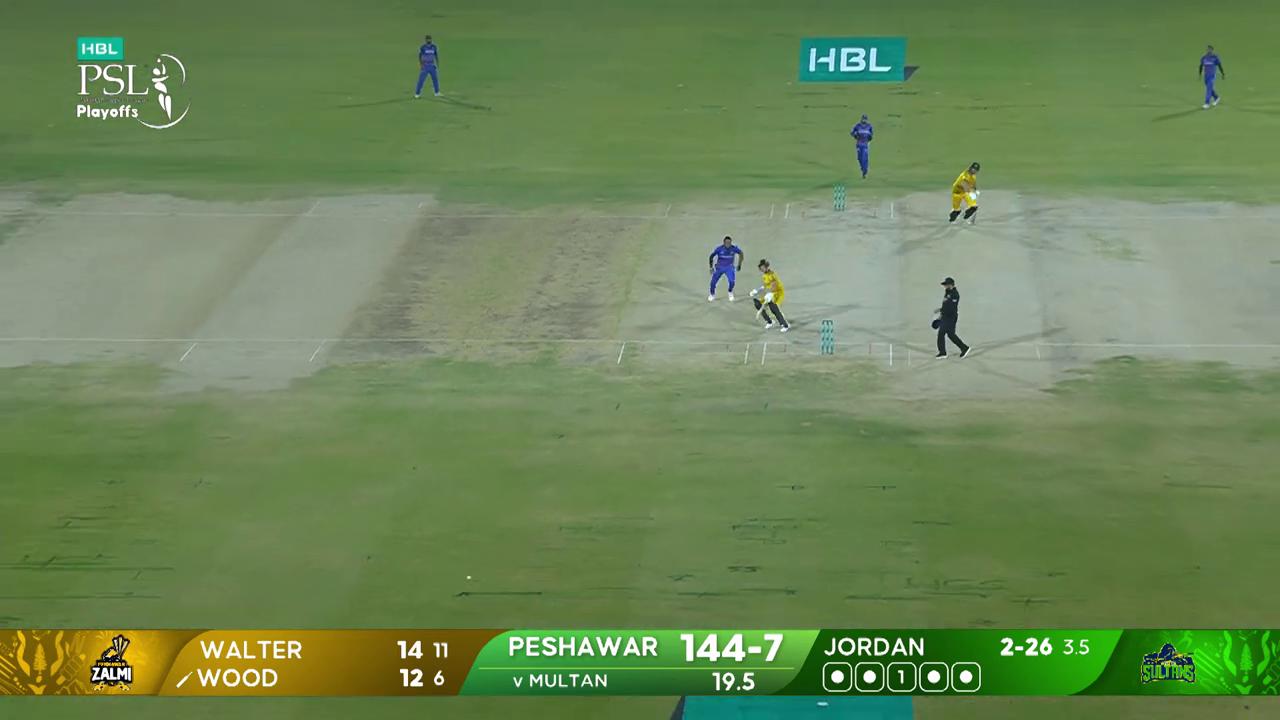 HBL
PSL
Playoffs
HBL
WALTER 14 11
WOOD 12 6
PESHAWAR 144-7
v MULTAN 19.5
JORDAN 2-26 3.5
1
ZALMI
SULTANS